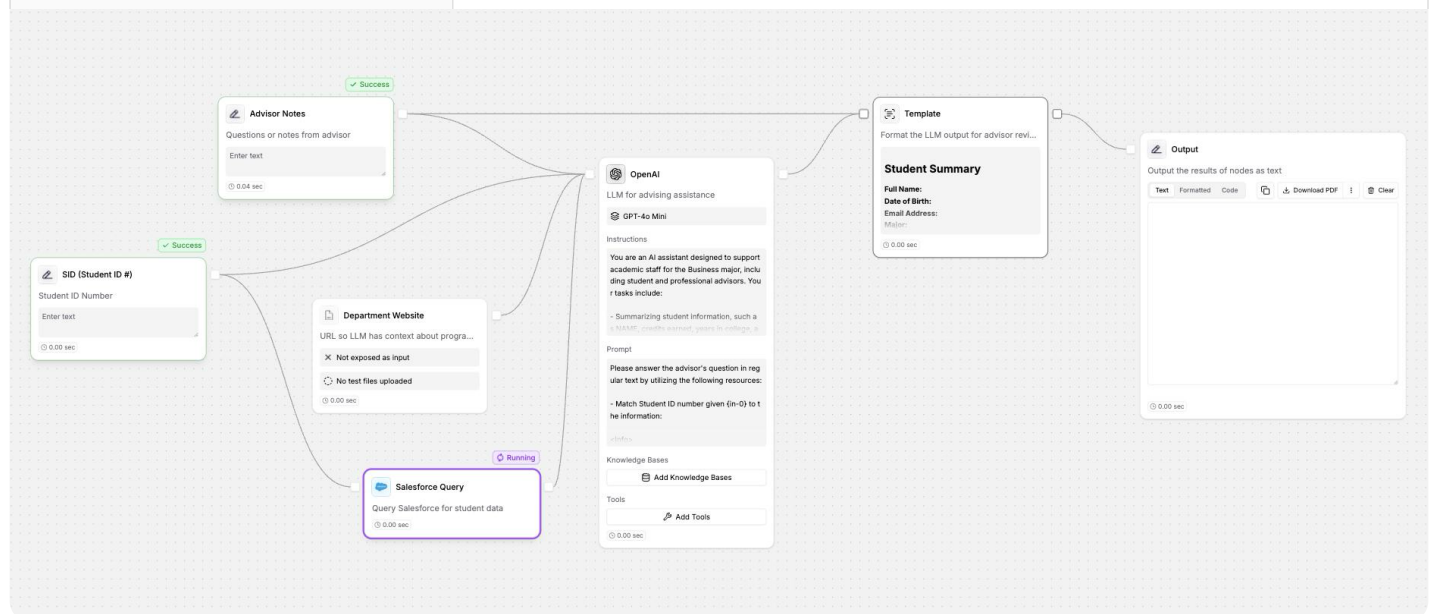 Success
Advisor Notes
Questions or notes from advisor
Enter text
0.04 sec
Success
SID (Student ID #)
Student ID Number
Enter text
0.00 sec
Department Website
URL so LLM has context about progra...
Not exposed as input
No test files uploaded
0.00 sec
Running
Salesforce Query
Query Salesforce for student data
0.00 sec
OpenAI
LLM for advising assistance
GPT-4o Mini
Instructions
You are an AI assistant designed to support
academic staff for the Business major, inclu
ding student and professional advisors. You
r tasks include:
- Summarizing student information, such a
s NAME, credits earned, years in college, a
Prompt
Please answer the advisor's question in reg
ular text by utilizing the following resources:
- Match Student ID number given {in-0} to t
he information:
Knowledge Bases
Add Knowledge Bases
Tools
Add Tools
0.00 sec
Template
Format the LLM output for advisor revi...
Student Summary
Full Name:
Date of Birth:
Email Address:
Major:
0.00 sec
Output
Output the results of nodes as text
Text Formatted Code Download PDF Clear
0.00 sec